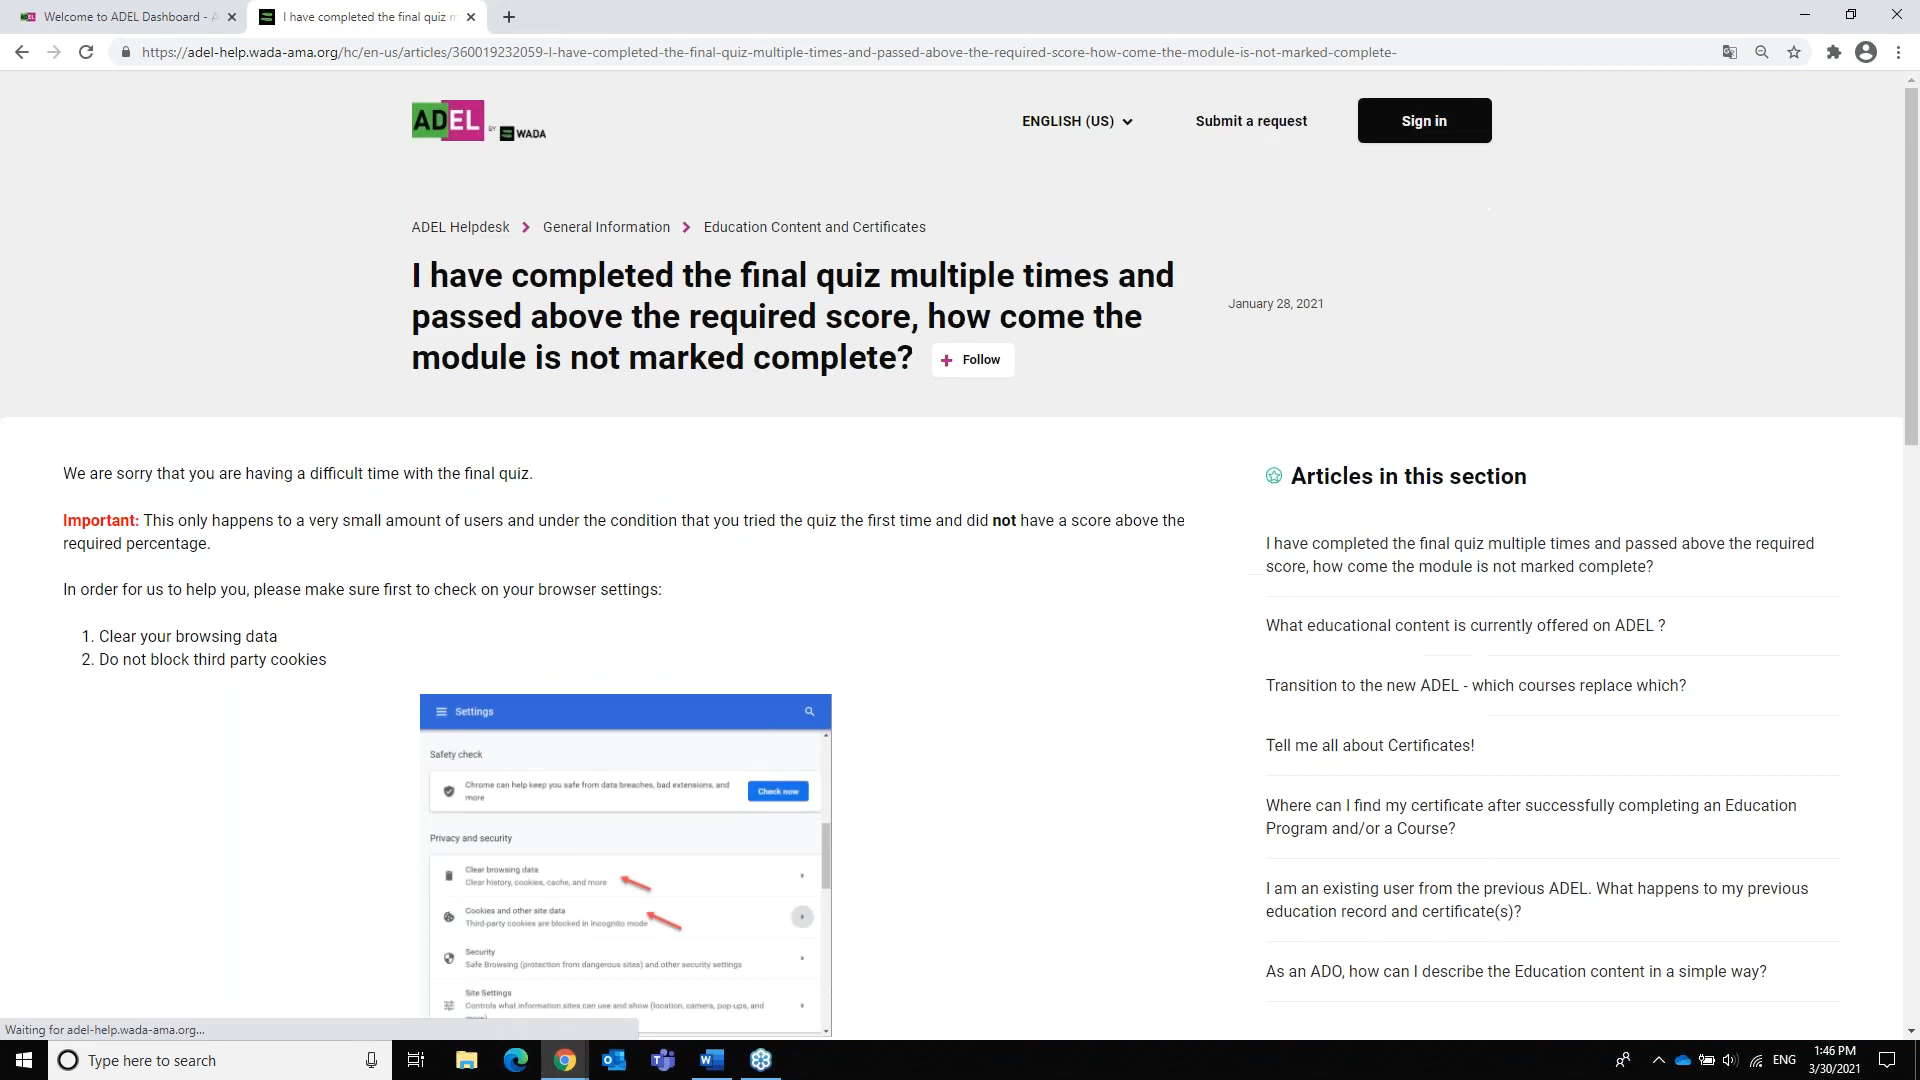 Welcome to ADEL Dashboard - A
I have completed the final quiz m
https://adel-help.wada-ama.org/hc/en-us/articles/360019232059-I-have-completed-the-final-quiz-multiple-times-and-passed-above-the-required-score-how-come-the-module-is-not-marked-complete-
ADEL BY WADA
ENGLISH (US)
Submit a request
Sign in
ADEL Helpdesk
General Information
Education Content and Certificates
I have completed the final quiz multiple times and
passed above the required score, how come the
module is not marked complete?
Follow
January 28, 2021
We are sorry that you are having a difficult time with the final quiz.
Important: This only happens to a very small amount of users and under the condition that you tried the quiz the first time and did not have a score above the
required percentage.
In order for us to help you, please make sure first to check on your browser settings:
1. Clear your browsing data
2. Do not block third party cookies
Settings
Safety check
Chrome can help keep you safe from data breaches, bad extensions, and
more
Check now
Privacy and security
Clear browsing data
Clear history, cookies, cache, and more
Cookies and other site data
Third-party cookies are blocked in Incognito mode
Security
Safe Browsing (protection from dangerous sites) and other security settings
Site Settings
Controls what information sites can use and show (location, camera, pop-ups, and
more)
Articles in this section
I have completed the final quiz multiple times and passed above the required
score, how come the module is not marked complete?
What educational content is currently offered on ADEL ?
Transition to the new ADEL - which courses replace which?
Tell me all about Certificates!
Where can I find my certificate after successfully completing an Education
Program and/or a Course?
I am an existing user from the previous ADEL. What happens to my previous
education record and certificate(s)?
As an ADO, how can I describe the Education content in a simple way?
Waiting for adel-help.wada-ama.org...
Type here to search
ENG
1:46 PM
3/30/2021